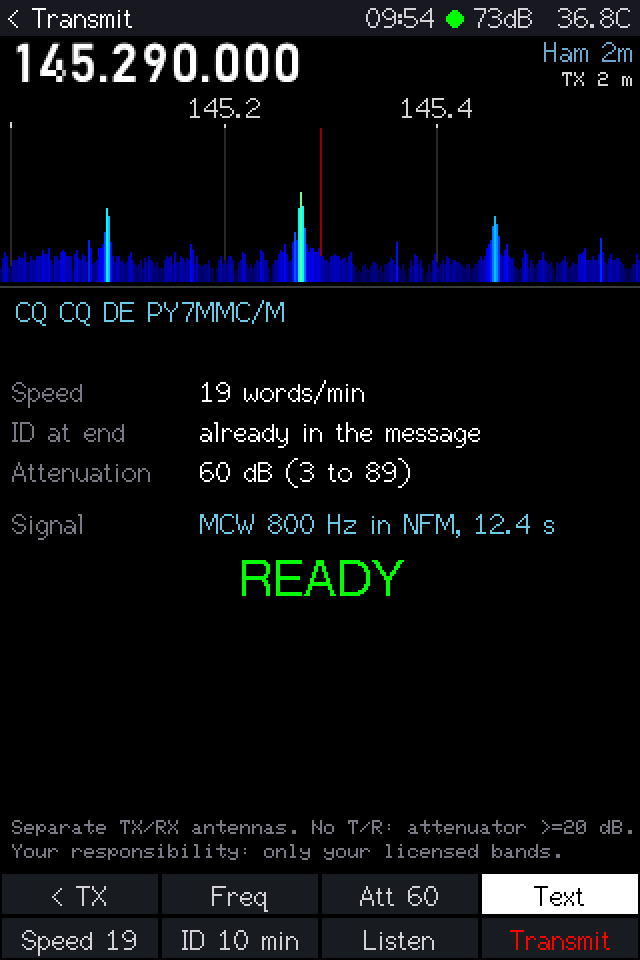 < Transmit 09:54 73dB 36.8C
145.290.000 Ham 2m
TX 2 m
145.2 145.4
CQ CQ DE PY7MMC/M
Speed 19 words/min
ID at end already in the message
Attenuation 60 dB (3 to 89)
Signal MCW 800 Hz in NFM, 12.4 s
READY
Separate TX/RX antennas. No T/R: attenuator >=20 dB.
Your responsibility: only your licensed bands.
< TX Freq Att 60 Text
Speed 19 ID 10 min Listen Transmit